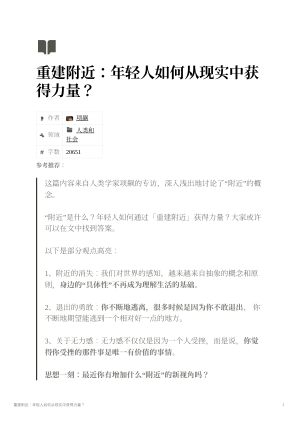 重建附近：年轻人如何从现实中获
得力量？
作者 项飙
领域 人类和
社会
字数 20651
参考推荐：
这篇内容来自人类学家项飙的专访，深入浅出地讨论了“附近”的概
念。
“附近”是什么？年轻人如何通过「重建附近」获得力量？大家或许
可以在文中找到答案。
以下是部分观点高亮：
1、附近的消失：我们对世界的感知，越来越来自抽象的概念和原
则，身边的“具体性”不再成为理解生活的基础。
2、退出的勇敢：你不断地逃离，很多时候是因为你不敢退出，你
不断地期望能逃到一个相对好一点的地方。
3、关于无力感：无力感不仅仅是因为一个人受挫，而是说，你觉
得你受挫的那件事是唯一有价值的事情。
思想一刻：最近你有增加什么“附近”的新视角吗？
重建附近：年轻人如何从现实中获得力量？ 1